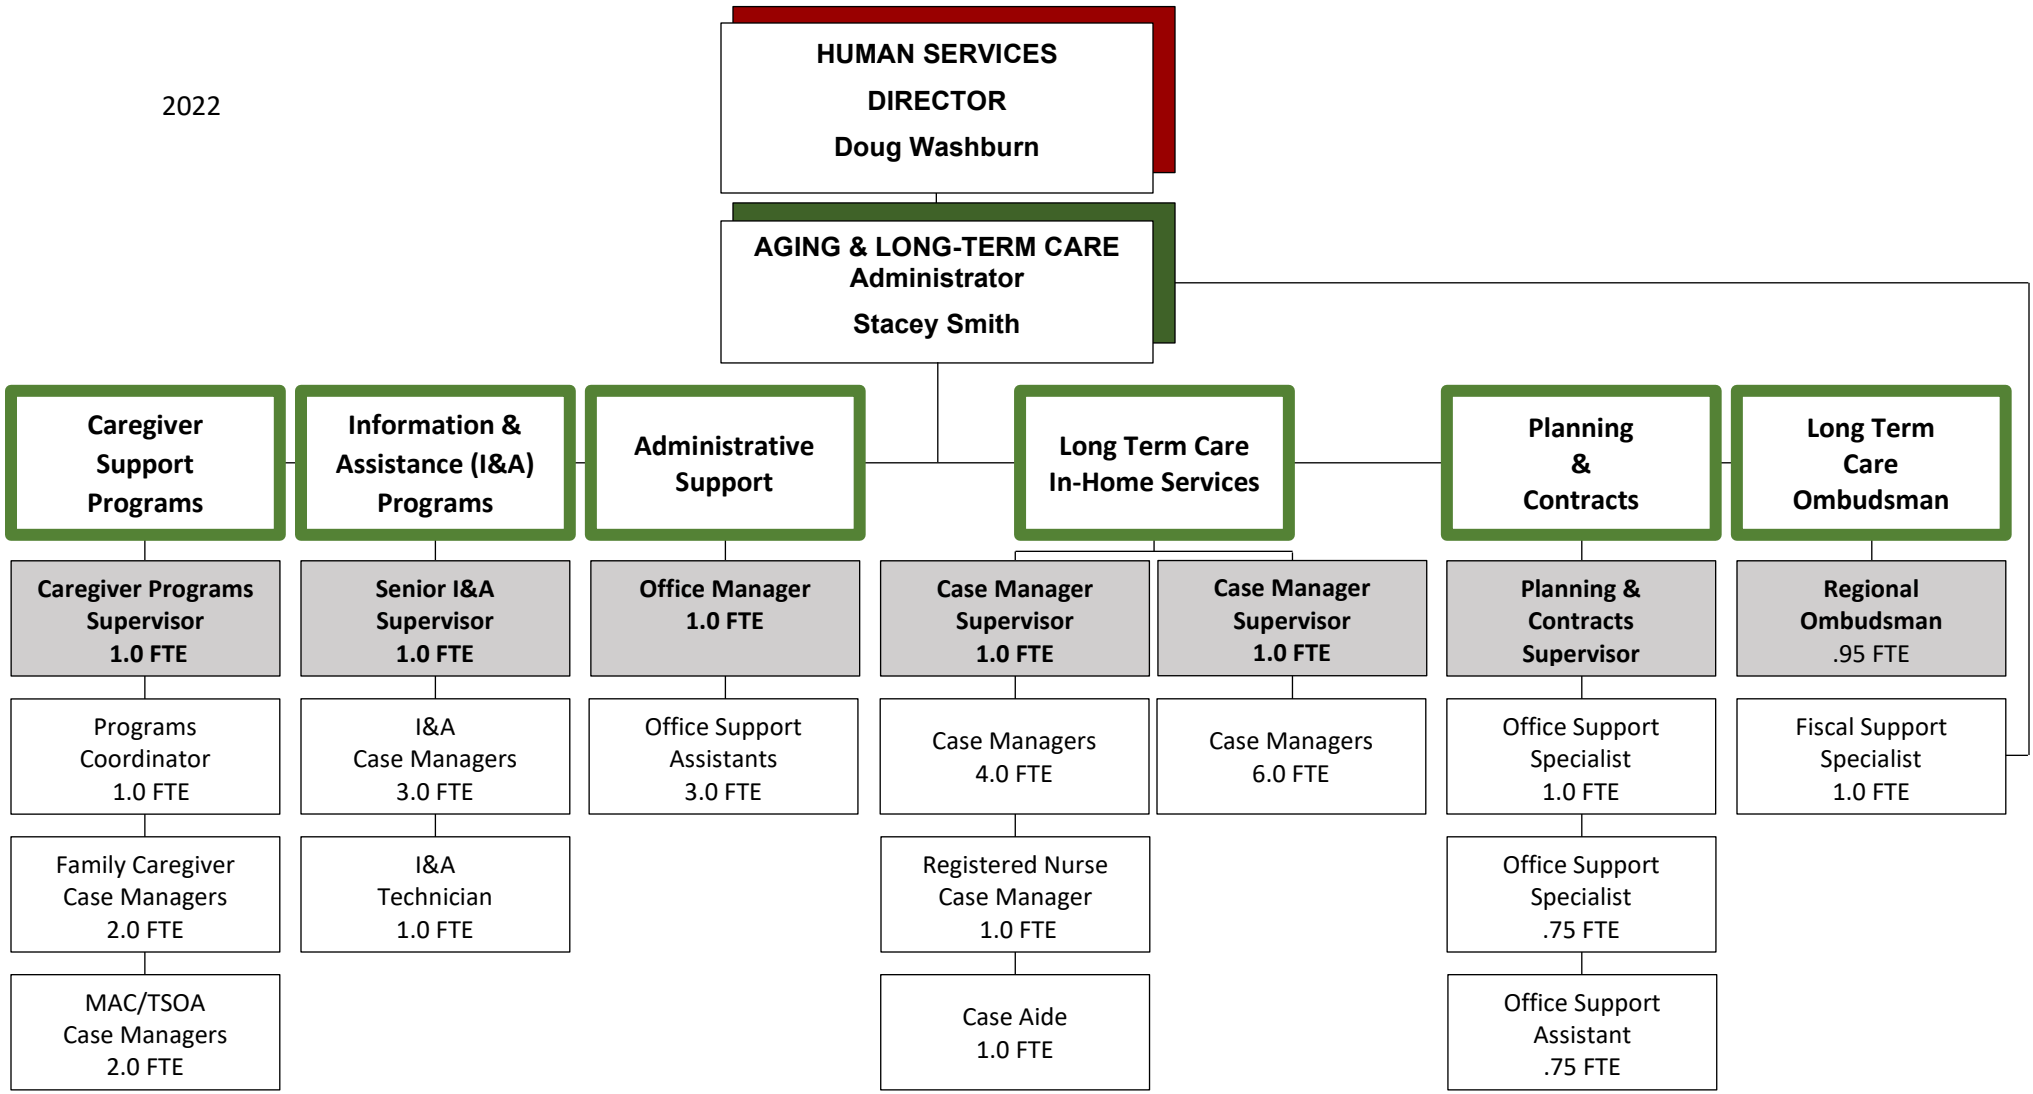 2022
HUMAN SERVICES
DIRECTOR
Doug Washburn
AGING & LONG-TERM CARE
Administrator
Stacey Smith
Caregiver
Support
Programs
Information &
Assistance (I&A)
Programs
Administrative
Support
Long Term Care
In-Home Services
Planning
&
Contracts
Long Term
Care
Ombudsman
Caregiver Programs
Supervisor
1.0 FTE
Senior I&A
Supervisor
1.0 FTE
Office Manager
1.0 FTE
Case Manager
Supervisor
1.0 FTE
Case Manager
Supervisor
1.0 FTE
Planning &
Contracts
Supervisor
Regional
Ombudsman
.95 FTE
Programs
Coordinator
1.0 FTE
I&A
Case Managers
3.0 FTE
Office Support
Assistants
3.0 FTE
Case Managers
4.0 FTE
Case Managers
6.0 FTE
Office Support
Specialist
1.0 FTE
Fiscal Support
Specialist
1.0 FTE
Family Caregiver
Case Managers
2.0 FTE
I&A
Technician
1.0 FTE
Registered Nurse
Case Manager
1.0 FTE
Office Support
Specialist
.75 FTE
MAC/TSOA
Case Managers
2.0 FTE
Case Aide
1.0 FTE
Office Support
Assistant
.75 FTE